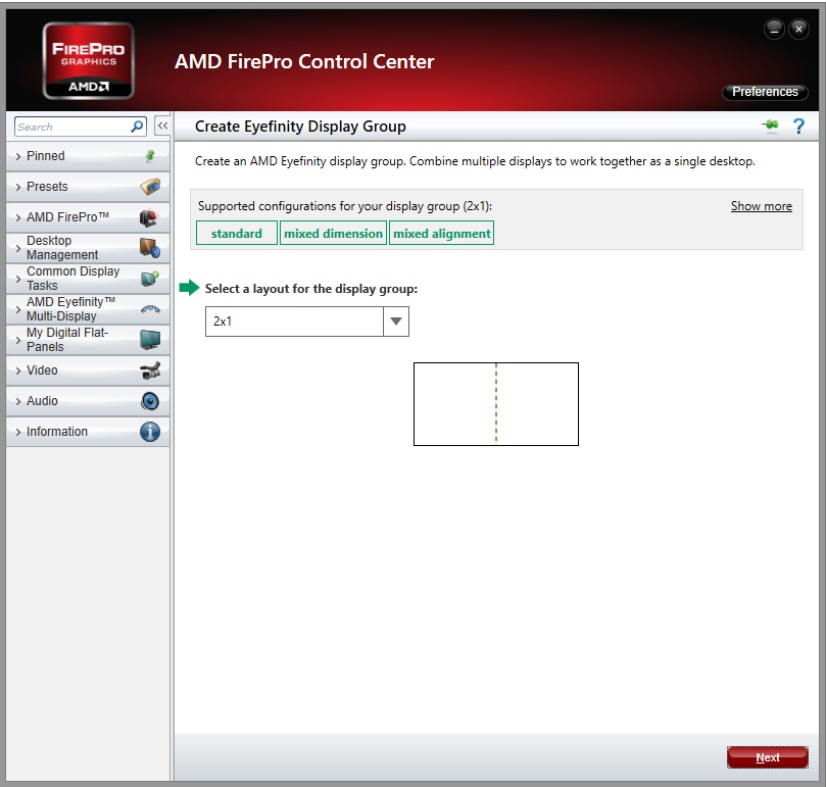 FIREPRO
GRAPHICS
AMD
AMD FirePro Control Center
Preferences
Search
<<
Create Eyefinity Display Group
?
> Pinned
> Presets
> AMD FirePro™
> Desktop
Management
> Common Display
Tasks
> AMD Eyefinity™
Multi-Display
> My Digital Flat-
Panels
> Video
> Audio
> Information
Create an AMD Eyefinity display group. Combine multiple displays to work together as a single desktop.
Supported configurations for your display group (2x1):
Show more
standard mixed dimension mixed alignment
Select a layout for the display group:
2x1
Next